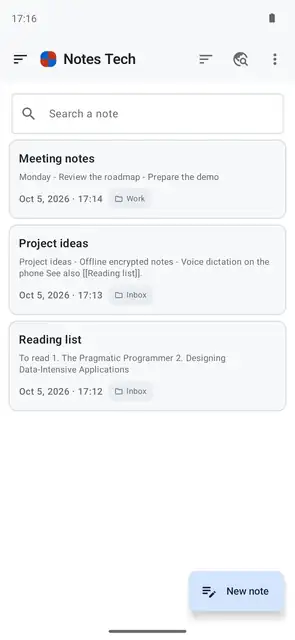 17:16
Notes Tech
Search a note
Meeting notes
Monday - Review the roadmap - Prepare the demo
Oct 5, 2026 · 17:14 Work
Project ideas
Project ideas - Offline encrypted notes - Voice dictation on the
phone See also [[Reading list]].
Oct 5, 2026 · 17:13 Inbox
Reading list
To read 1. The Pragmatic Programmer 2. Designing
Data-Intensive Applications
Oct 5, 2026 · 17:12 Inbox
New note